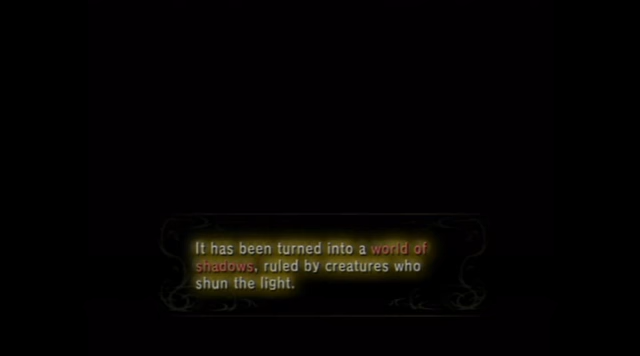 It has been turned into a world of
shadows, ruled by creatures who
shun the light.